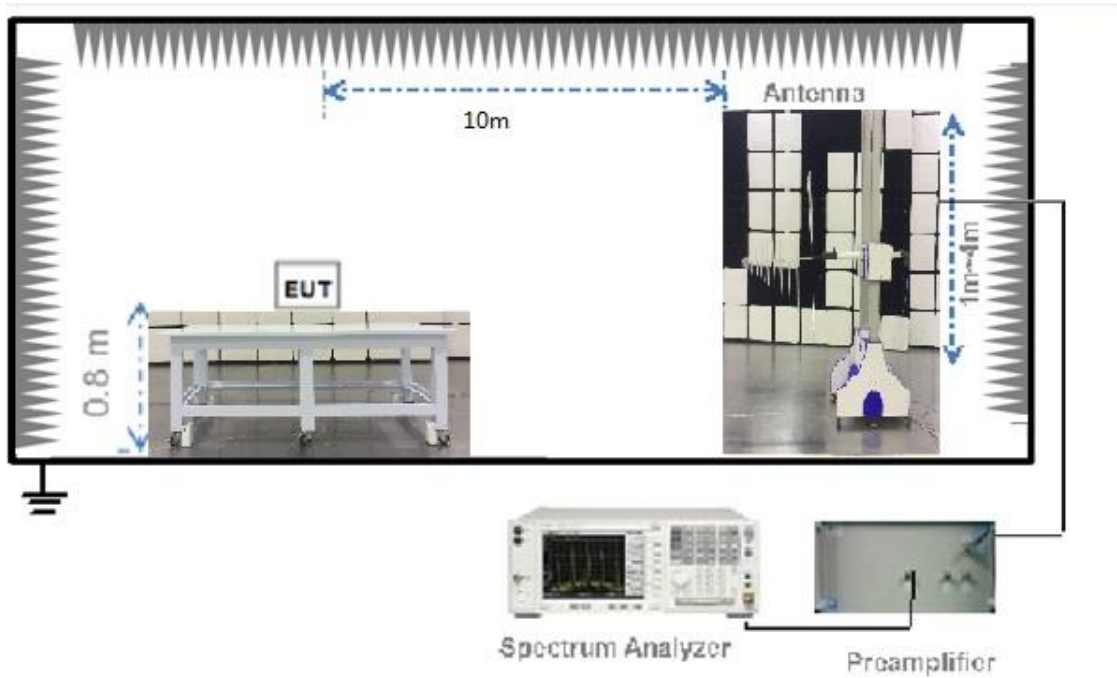 Antenna
10m
1m~4m
EUT
0.8 m
Spectrum Analyzer
Preamplifier